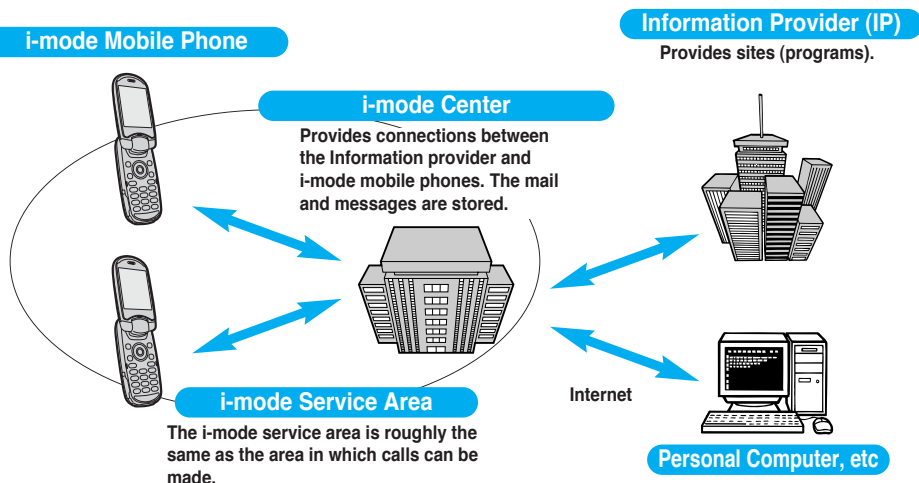 i-mode Mobile Phone
Information Provider (IP)
Provides sites (programs).
i-mode Center
Provides connections between
the Information provider and
i-mode mobile phones. The mail
and messages are stored.
Internet
i-mode Service Area
The i-mode service area is roughly the
same as the area in which calls can be
made.
Personal Computer, etc